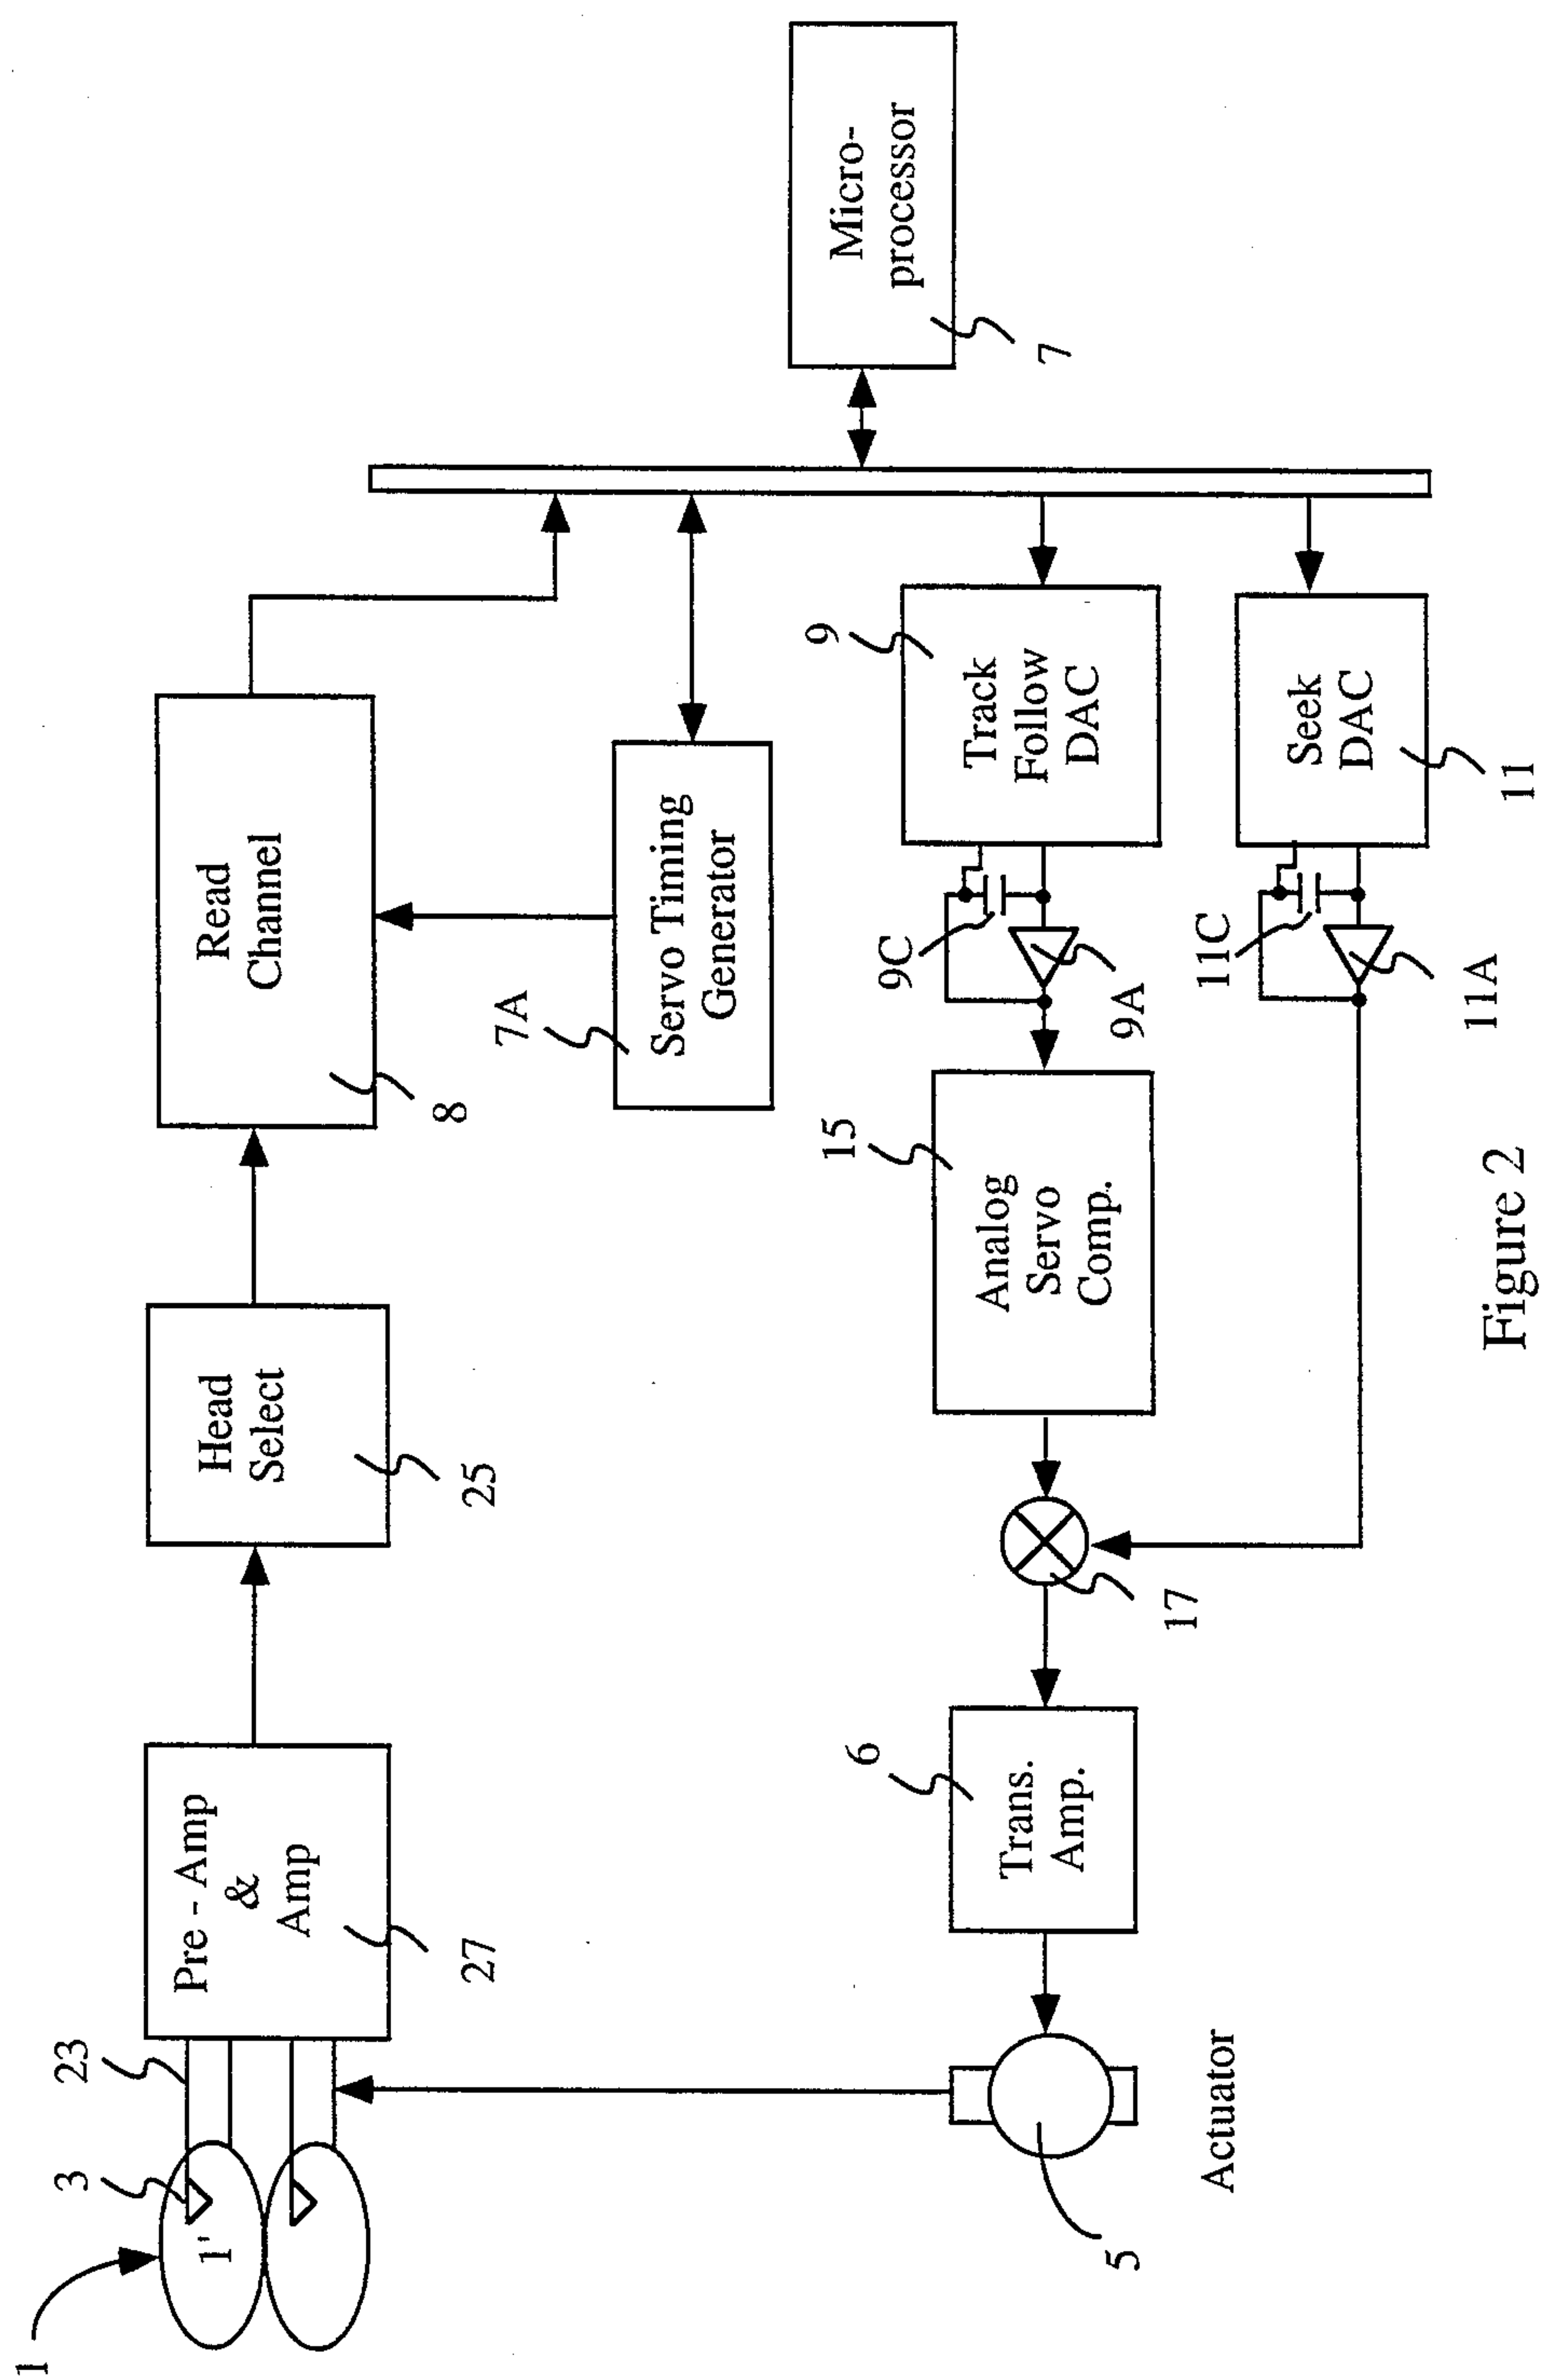 1
3
1'
23
Pre - Amp
&
Amp
27
Head
Select
25
Read
Channel
8
7A
Servo Timing
Generator
Micro-
processor
7
5
Actuator
6
Trans.
Amp.
17
15
Analog
Servo
Comp.
9C
9A
9
Track
Follow
DAC
11C
11A
Seek
DAC
11
Figure 2